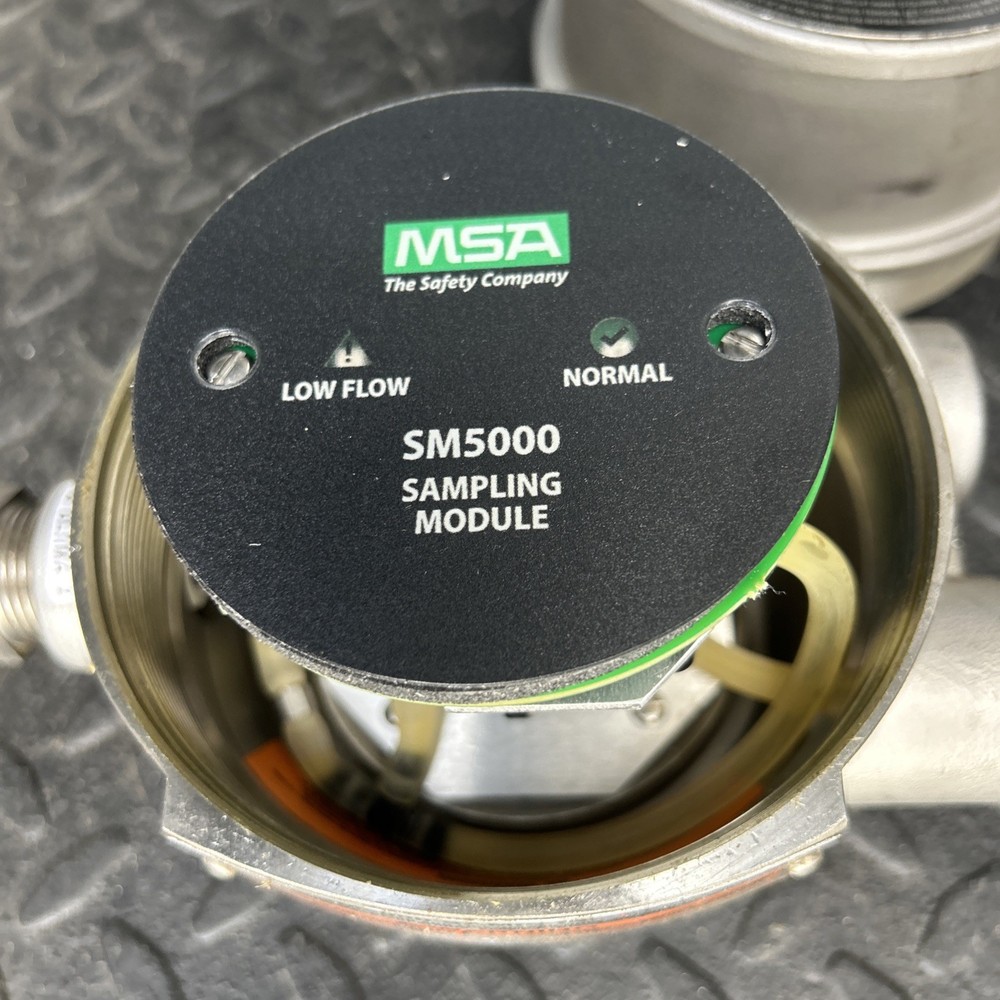 MSA
The Safety Company
LOW FLOW
NORMAL
SM5000
SAMPLING
MODULE